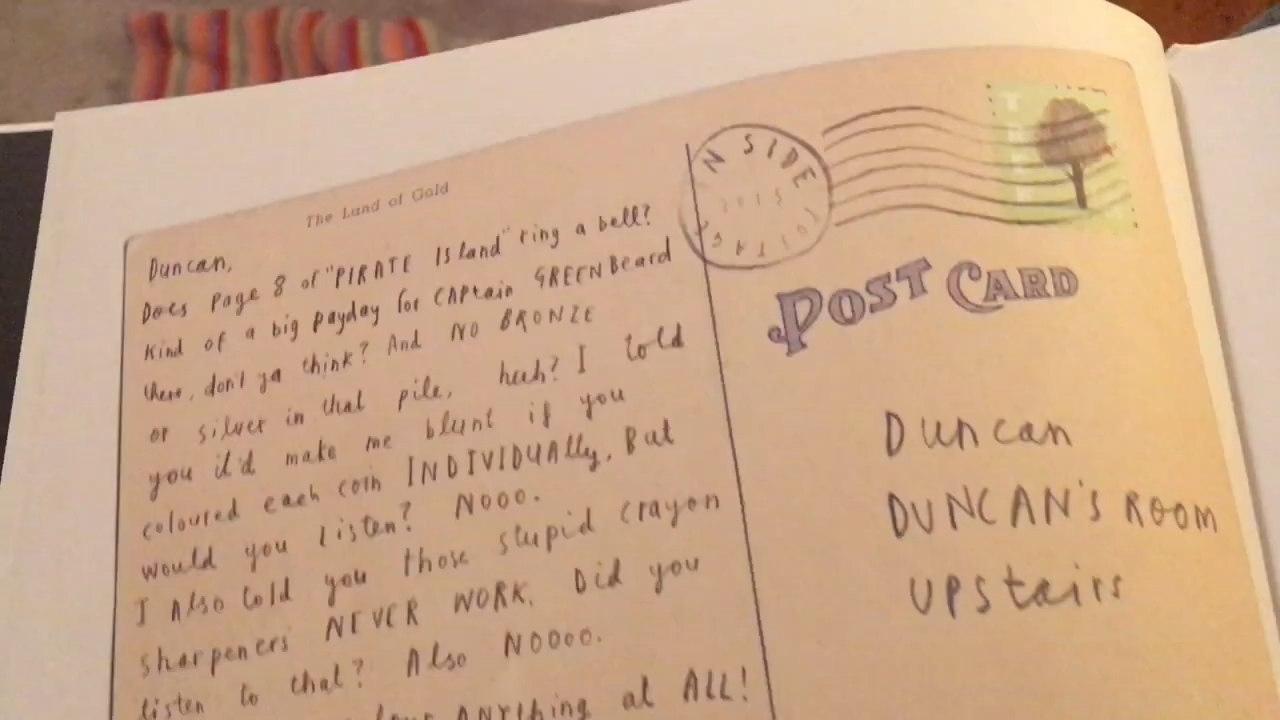 The Land of Gold
Duncan,
Does Page 8 of "PIRATE ISland" ring a bell?
Kind of a big payday for CAPtain GREENBeard
there, don't ya think? And NO BRONZE
or silver in that pile, huh? I told
you it'd make me blunt if you
coloured each coin INDIVIDUAlly, But
would you listen? NOOO.
I Also told you those stupid crayon
sharpeners NEVER WORK. Did you
listen to that? Also NOOOO.
ANYthing at ALL!
INSIDE
2015
POSTAGE
POST CARD
Duncan
DUNCAN'S ROOM
UPstairs